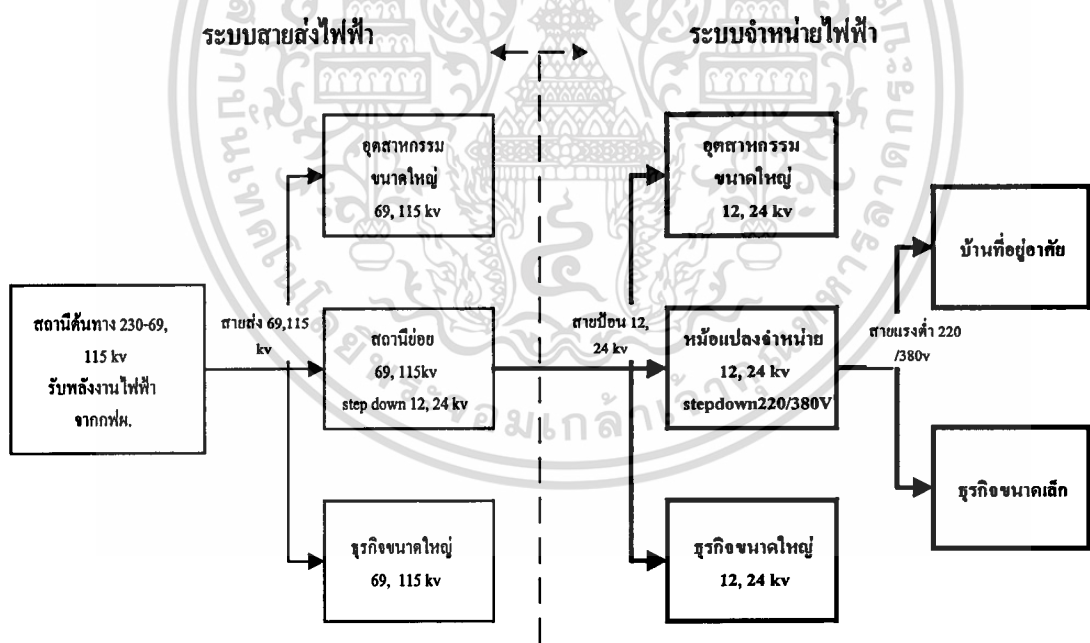 ระบบสายส่งไฟฟ้า
ระบบจำหน่ายไฟฟ้า
อุตสาหกรรม
ขนาดใหญ่
69, 115 kv
อุตสาหกรรม
ขนาดใหญ่
12, 24 kv
บ้านที่อยู่อาศัย
สถานีต้นทาง 230-69,
115 kv
รับพลังงานไฟฟ้า
จากกฟผ.
สายส่ง 69,115
kv
สถานีย่อย
69, 115kv
step down 12, 24 kv
สายป้อน 12,
24 kv
หม้อแปลงจำหน่าย
12, 24 kv
stepdown220/380V
สายแรงต่ำ 220
/380v
ธุรกิจขนาดเล็ก
ธุรกิจขนาดใหญ่
69, 115 kv
ธุรกิจขนาดใหญ่
12, 24 kv